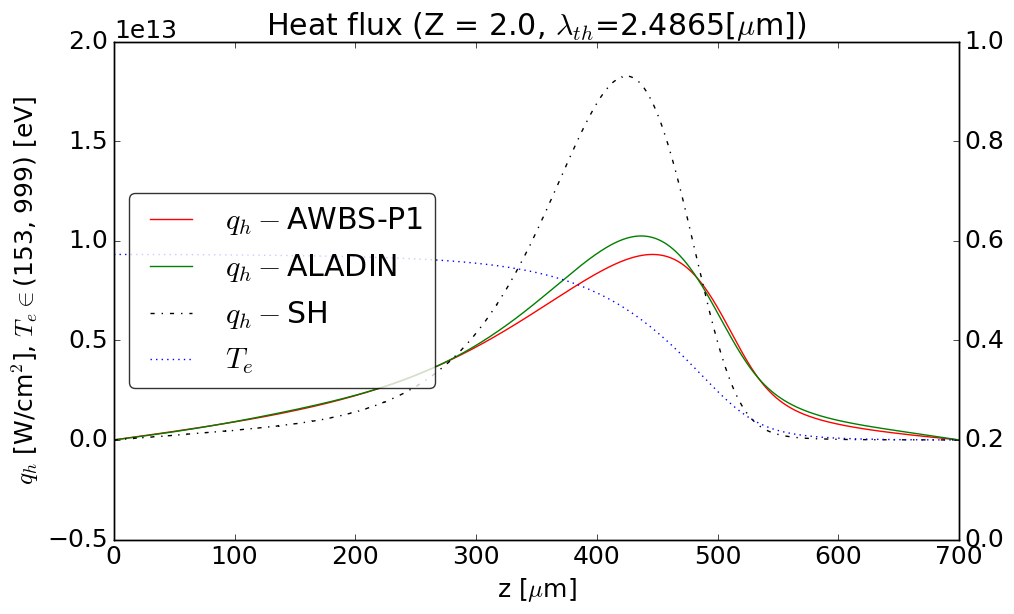 Heat flux (Z = 2.0, λ_th=2.4865[μm])
1e13
2.0
1.5
1.0
0.5
0.0
−0.5
q_h [W/cm²], T_e ∈ (153, 999) [eV]
q_h − AWBS-P1
q_h − ALADIN
q_h − SH
T_e
1.0
0.8
0.6
0.4
0.2
0.0
0 100 200 300 400 500 600 700
z [μm]